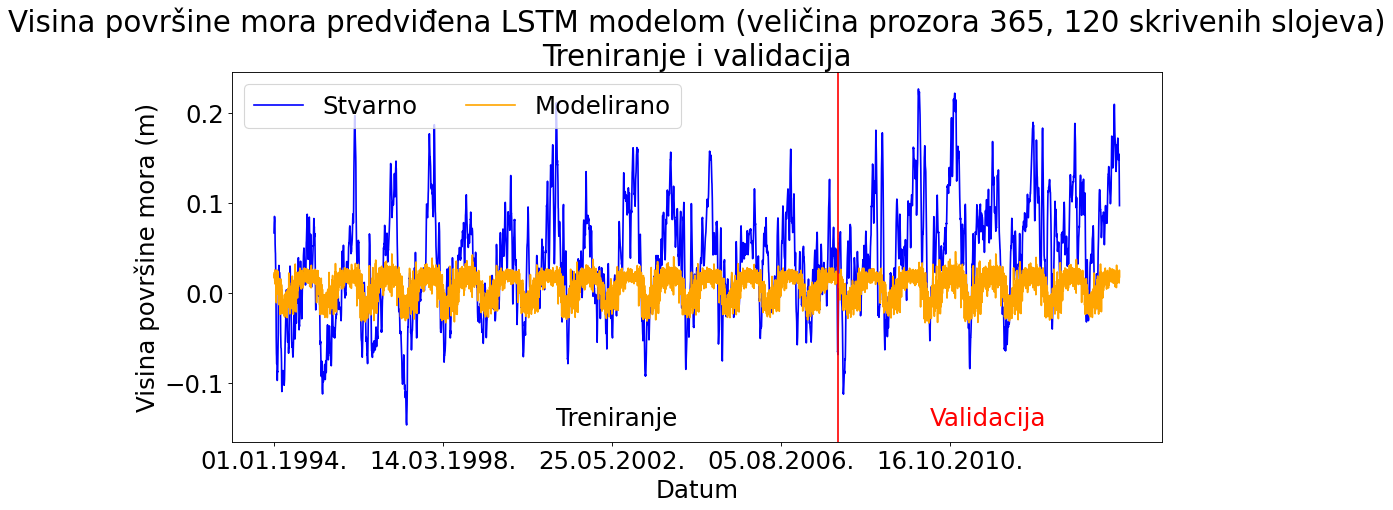 Visina površine mora predviđena LSTM modelom (veličina prozora 365, 120 skrivenih slojeva)
Treniranje i validacija
Stvarno
Modelirano
Visina površine mora (m)
0.2
0.1
0.0
−0.1
Treniranje
Validacija
01.01.1994.
14.03.1998.
25.05.2002.
05.08.2006.
16.10.2010.
Datum